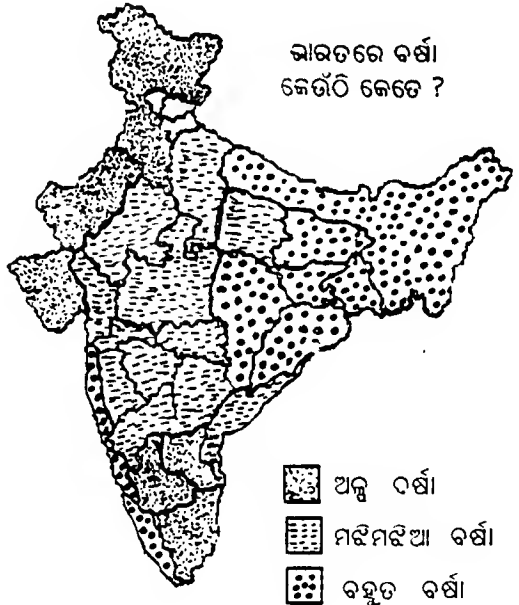 ଭାରତରେ ବର୍ଷା
କେଉଁଠି କେତେ ?
ଅଳ୍ପ ବର୍ଷା
ମଝିମଝିଆ ବର୍ଷା
ବହୁତ ବର୍ଷା